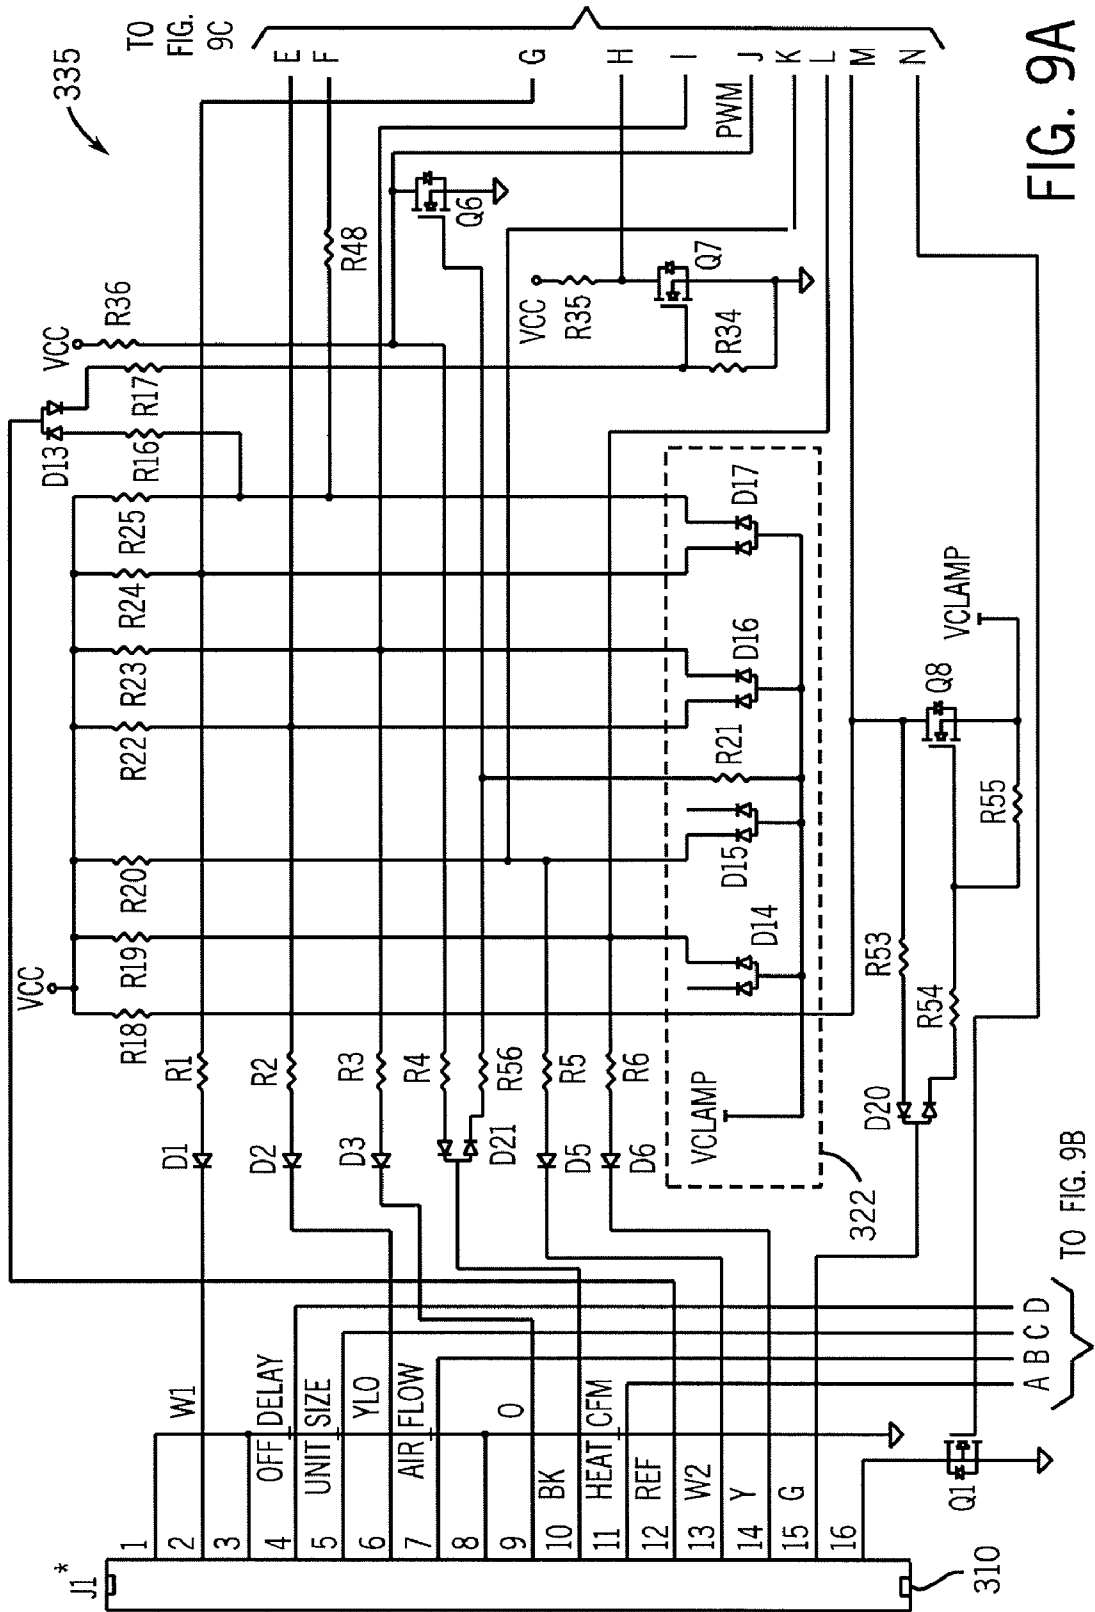 335
TO
FIG.
9C
E
F
G
H
I
J
K
L
M
N
PWM
FIG. 9A
VCC
R36
R48
Q6
D13
R16
R17
VCC
R35
Q7
R34
R25
R24
R23
R22
R20
R19
R18
VCC
D17
D16
R21
D15
D14
VCLAMP
322
Q8
VCLAMP
R55
R53
R54
D20
R1
R2
R3
R4
R56
R5
R6
D1
D2
D3
D21
D5
D6
J1*
1
2 W1
3
4 OFF DELAY
5 UNIT SIZE
6 YLO
7 AIR FLOW
8
9 O
10 BK
11 HEAT CFM
12 REF
13 W2
14 Y
15 G
16
310
Q1
A B C D
TO FIG. 9B